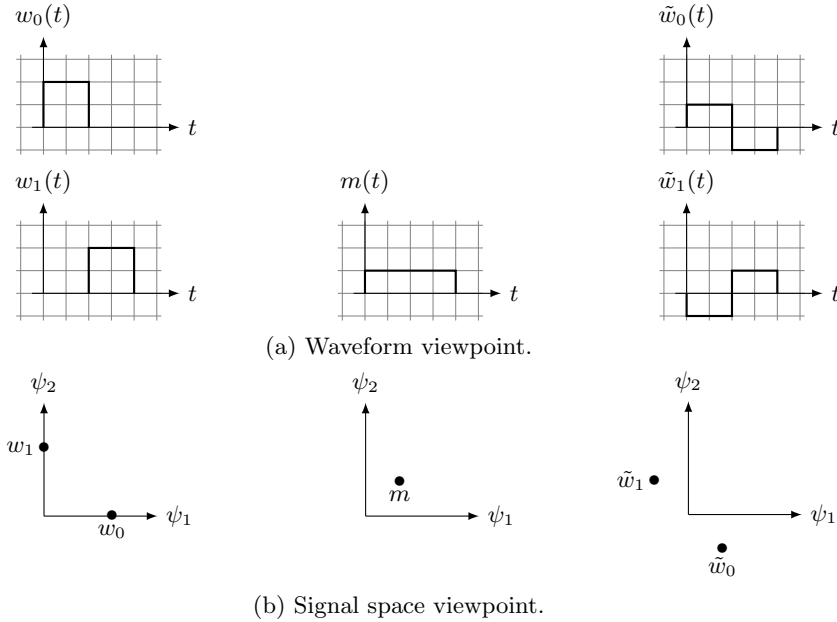 w₀(t) w̃₀(t)
t t
w₁(t) m(t) w̃₁(t)
t t t
(a) Waveform viewpoint.
ψ₂ ψ₂ ψ₂
w₁ m w̃₁
w₀ ψ₁ ψ₁ ψ₁
w̃₀
(b) Signal space viewpoint.